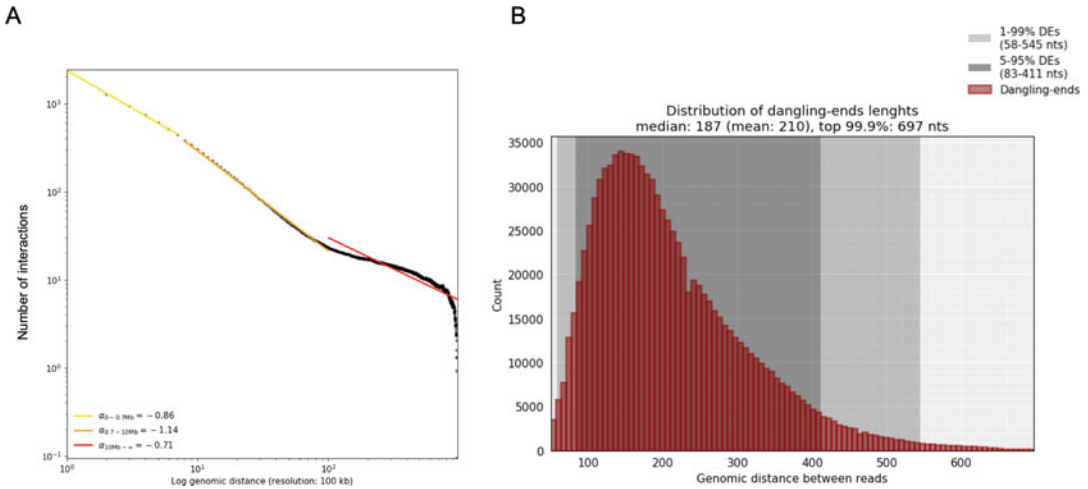 A
Number of interactions
10³
10²
10¹
10⁰
10⁻¹
α0−0.7Mb = −0.86
α0.7−10Mb = −1.14
α10Mb−∞ = −0.71
10⁰ 10¹ 10²
Log genomic distance (resolution: 100 kb)
B
1-99% DEs
(58-545 nts)
5-95% DEs
(83-411 nts)
Dangling-ends
Distribution of dangling-ends lenghts
median: 187 (mean: 210), top 99.9%: 697 nts
Count
35000
30000
25000
20000
15000
10000
5000
0
100 200 300 400 500 600
Genomic distance between reads